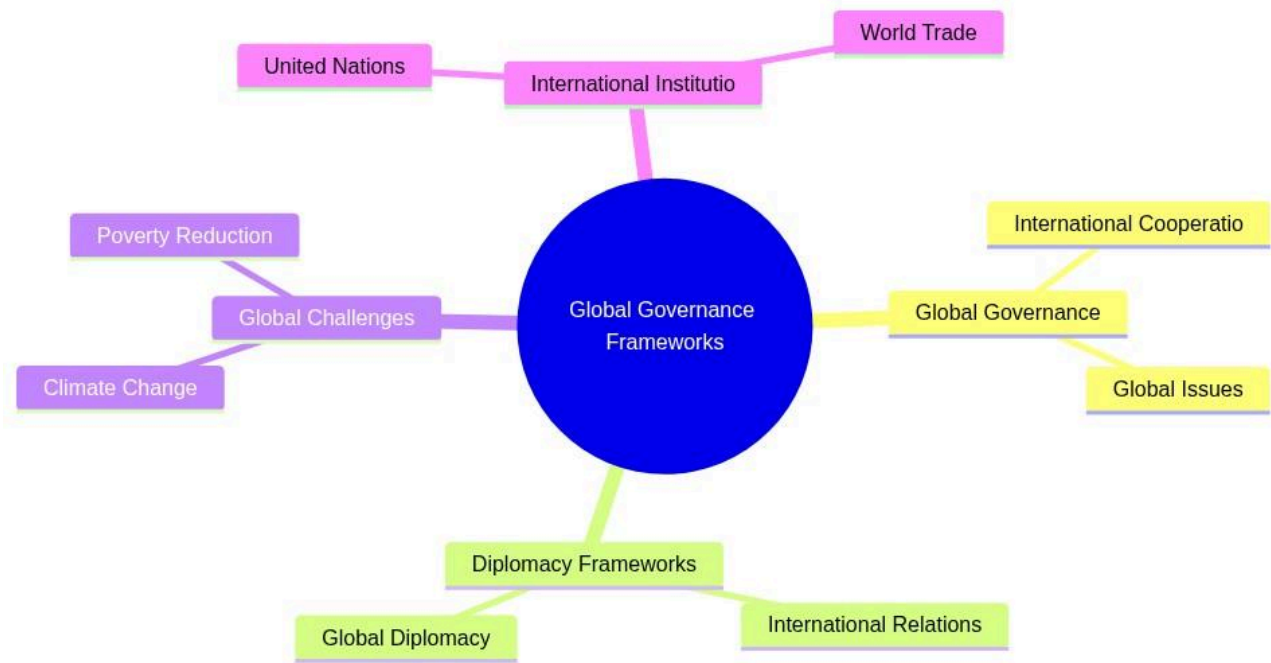 World Trade
United Nations
International Institutio
Poverty Reduction
International Cooperatio
Global Challenges
Global Governance
Frameworks
Global Governance
Climate Change
Global Issues
Diplomacy Frameworks
Global Diplomacy
International Relations